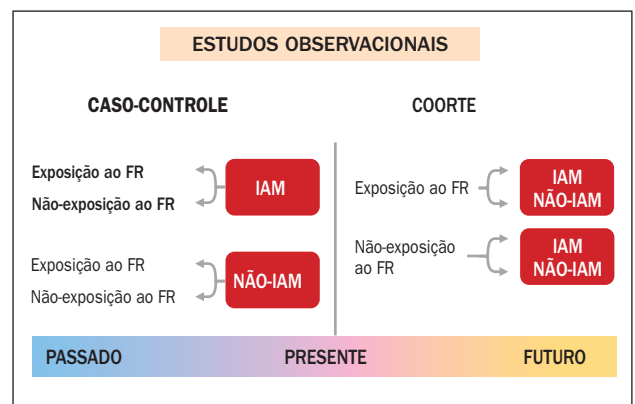 ESTUDOS OBSERVACIONAIS
CASO-CONTROLE
Exposição ao FR
Não-exposição ao FR
IAM
Exposição ao FR
Não-exposição ao FR
NÃO-IAM
COORTE
Exposição ao FR
IAM
NÃO-IAM
Não-exposição
ao FR
IAM
NÃO-IAM
PASSADO
PRESENTE
FUTURO